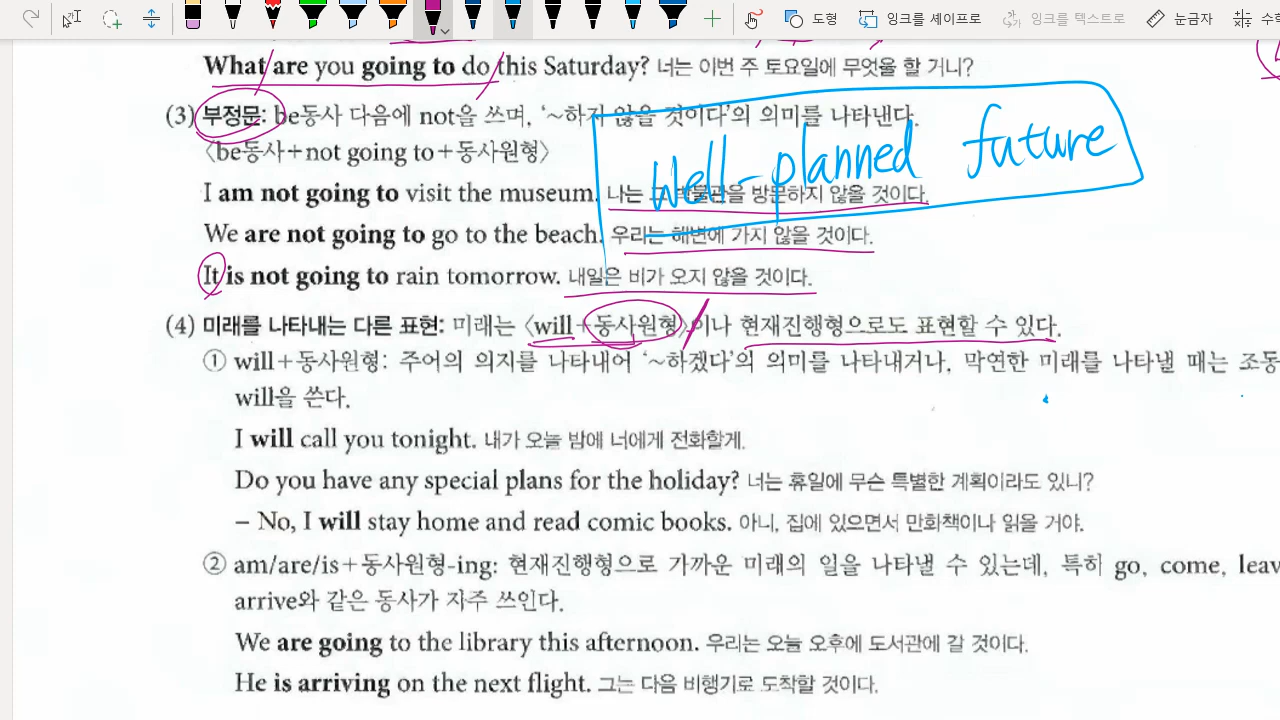 도형
잉크를 셰이프로
잉크를 텍스트로
눈금자
What are you going to do this Saturday? 너는 이번 주 토요일에 무엇을 할 거니?
(3) 부정문: be동사 다음에 not을 쓰며, '~하지 않을 것이다'의 의미를 나타낸다.
〈be동사+not going to+동사원형〉
Well-planned future
I am not going to visit the museum. 나는 그 박물관을 방문하지 않을 것이다.
We are not going to go to the beach. 우리는 해변에 가지 않을 것이다.
It is not going to rain tomorrow. 내일은 비가 오지 않을 것이다.
(4) 미래를 나타내는 다른 표현: 미래는 〈will+동사원형〉이나 현재진행형으로도 표현할 수 있다.
① will+동사원형: 주어의 의지를 나타내어 '~하겠다'의 의미를 나타내거나, 막연한 미래를 나타낼 때는 조동
will을 쓴다.
I will call you tonight. 내가 오늘 밤에 너에게 전화할게.
Do you have any special plans for the holiday? 너는 휴일에 무슨 특별한 계획이라도 있니?
– No, I will stay home and read comic books. 아니, 집에 있으면서 만화책이나 읽을 거야.
② am/are/is+동사원형-ing: 현재진행형으로 가까운 미래의 일을 나타낼 수 있는데, 특히 go, come, leav
arrive와 같은 동사가 자주 쓰인다.
We are going to the library this afternoon. 우리는 오늘 오후에 도서관에 갈 것이다.
He is arriving on the next flight. 그는 다음 비행기로 도착할 것이다.